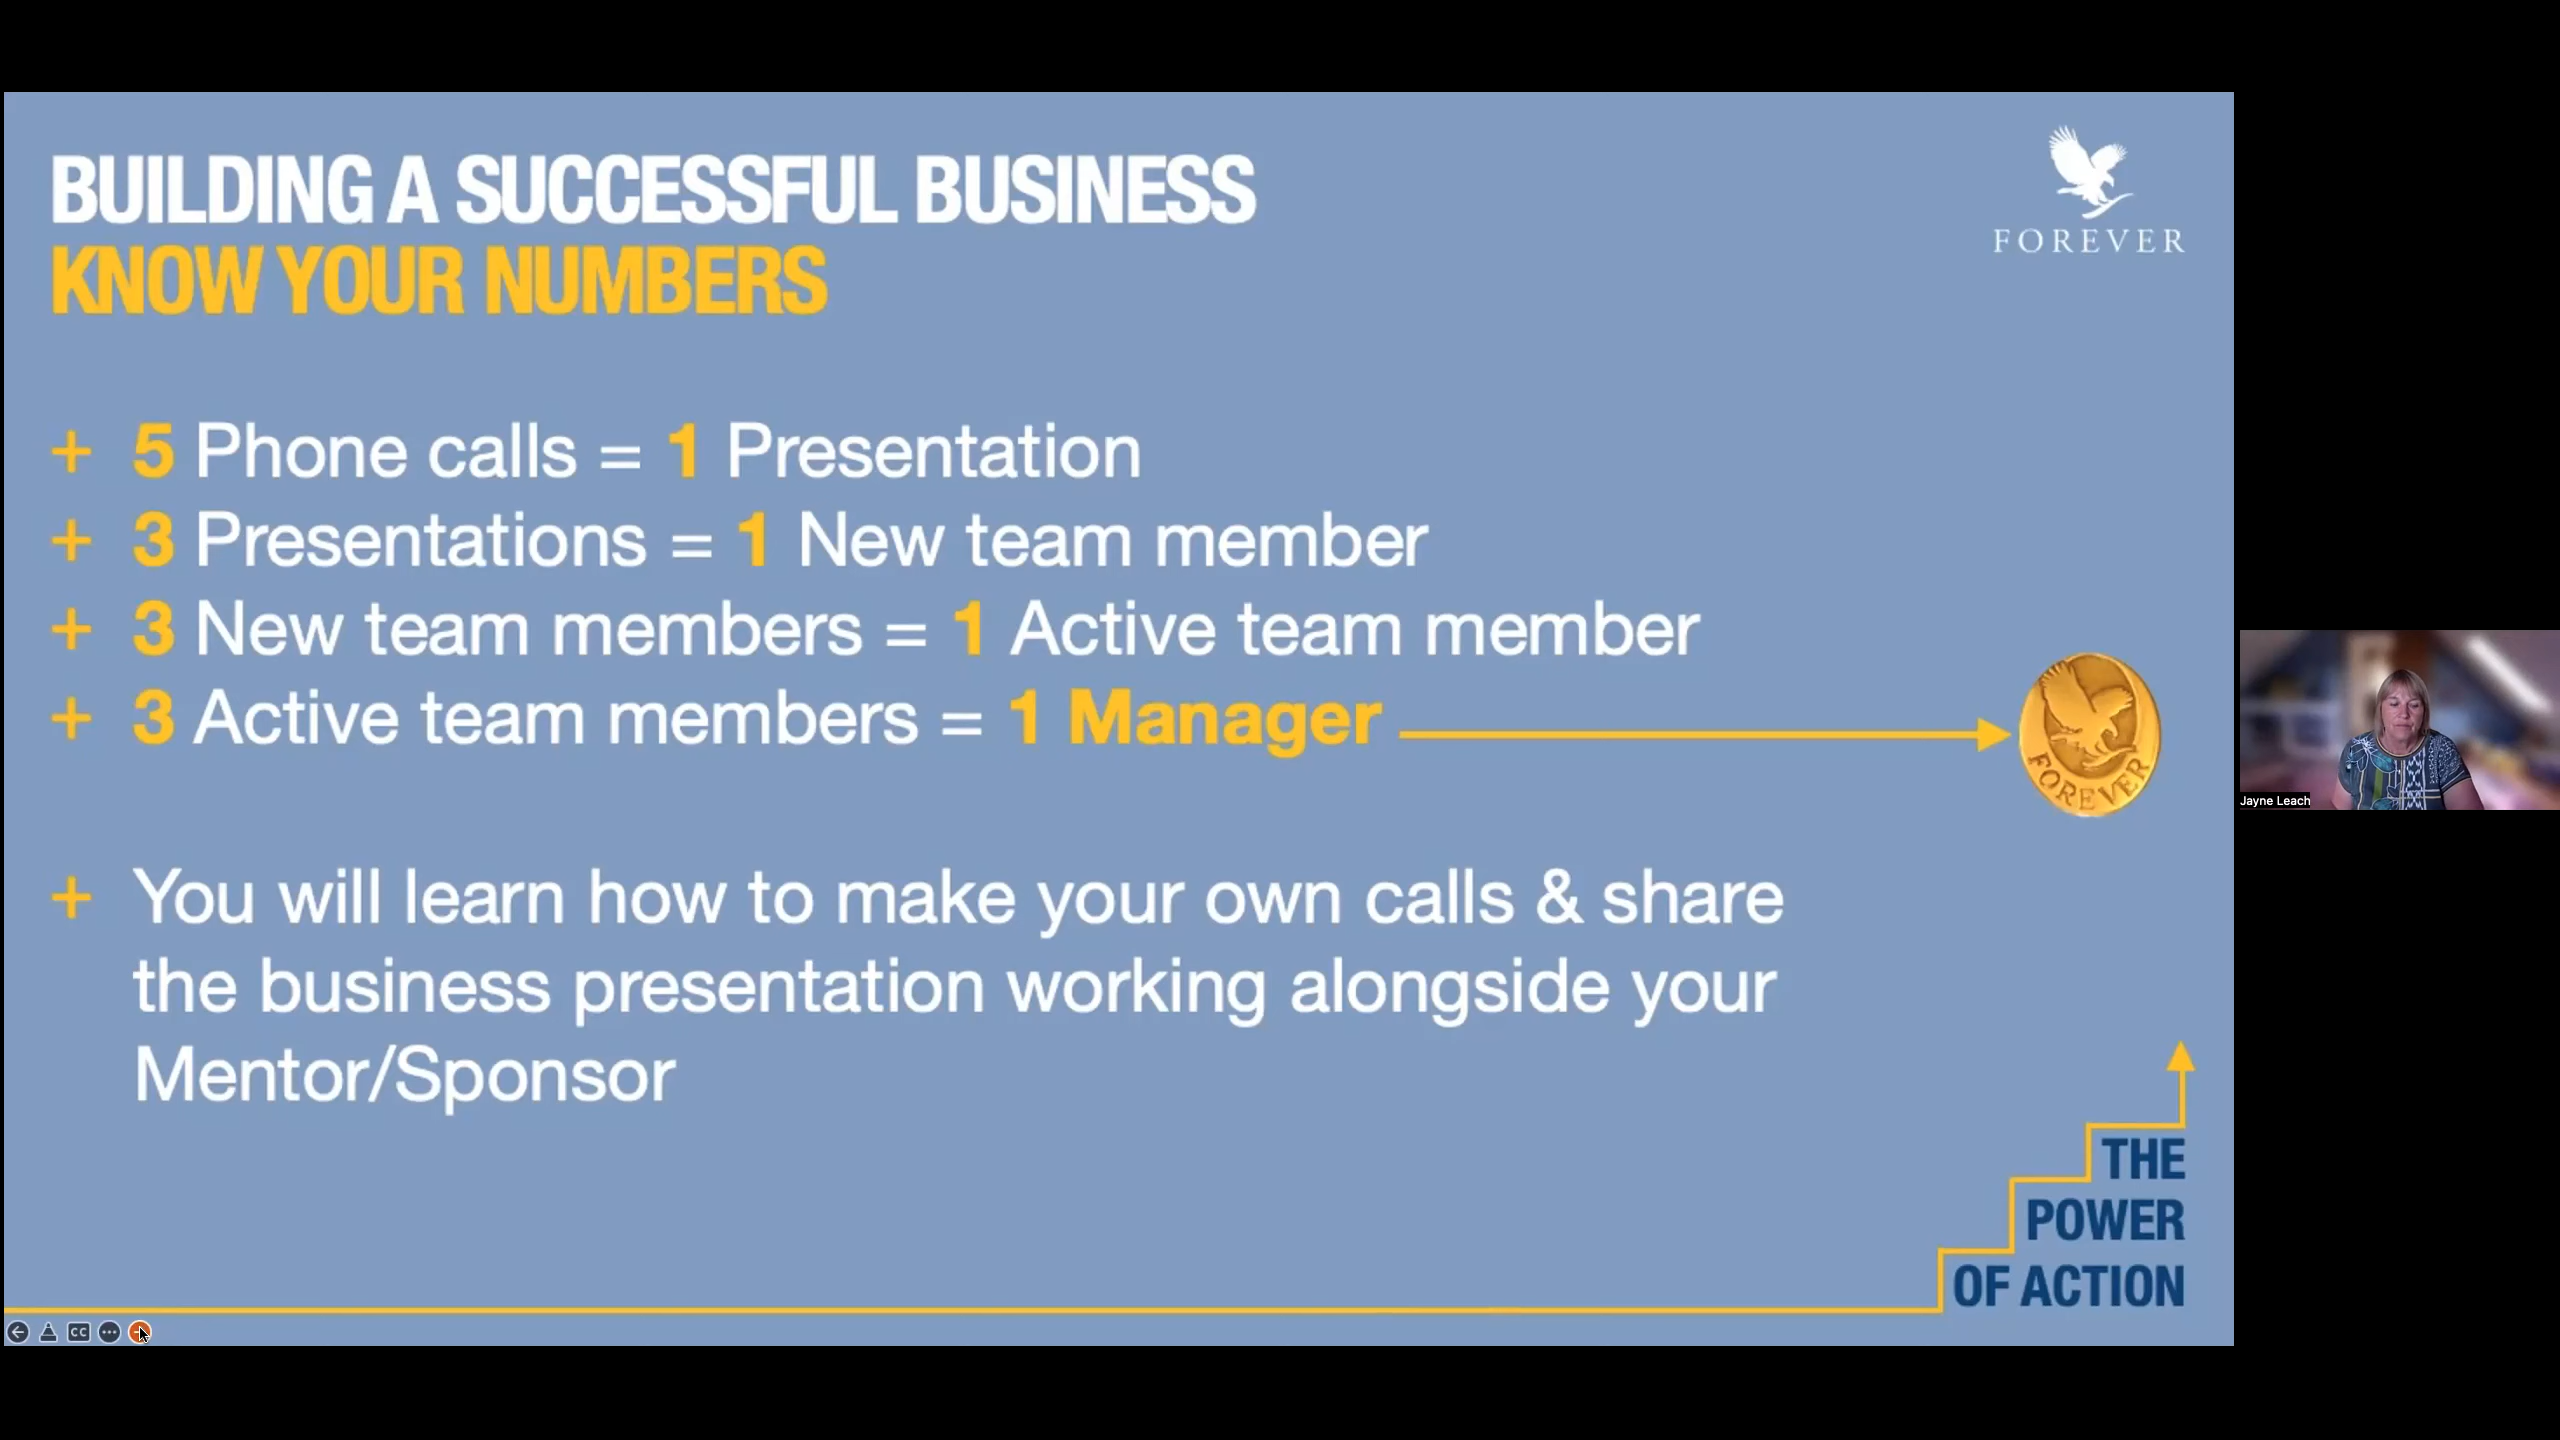 BUILDING A SUCCESSFUL BUSINESS
KNOW YOUR NUMBERS
FOREVER
+ 5 Phone calls = 1 Presentation
+ 3 Presentations = 1 New team member
+ 3 New team members = 1 Active team member
+ 3 Active team members = 1 Manager
FOREVER
Jayne Leach
+ You will learn how to make your own calls & share
the business presentation working alongside your
Mentor/Sponsor
THE
POWER
OF ACTION
CC